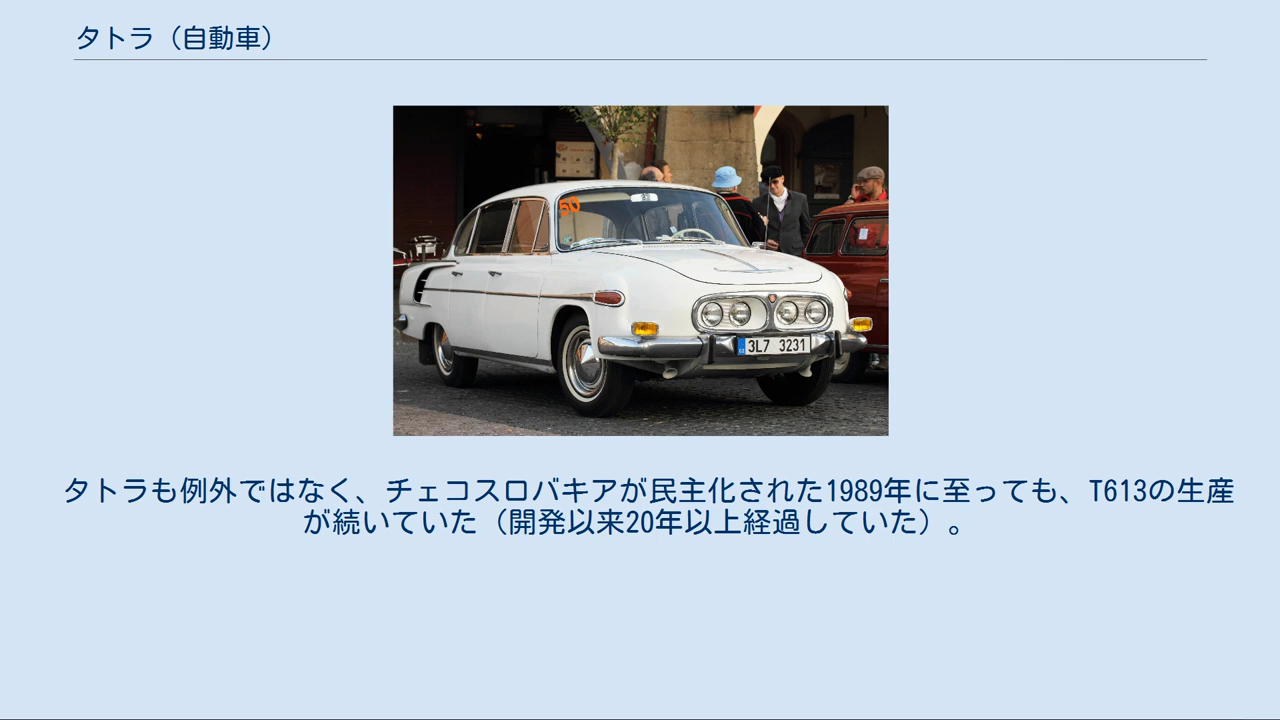 タトラ（自動車）
50
3L7 3231
タトラも例外ではなく、チェコスロバキアが民主化された1989年に至っても、T613の生産
が続いていた（開発以来20年以上経過していた）。